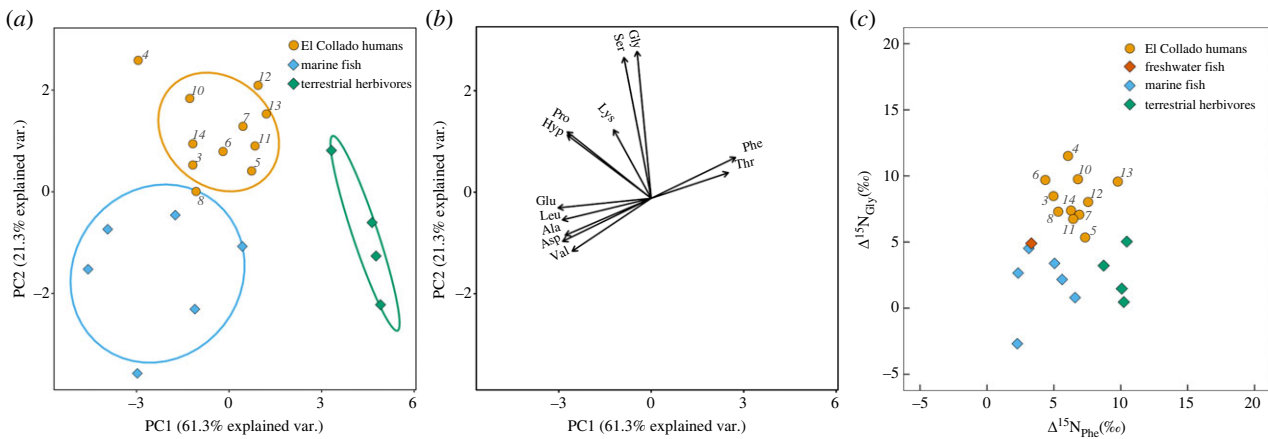 (a)
El Collado humans
marine fish
terrestrial herbivores
4
12
10
13
7
14
6
11
3
5
8
2
0
−2
−3
0
3
6
PC2 (21.3% explained var.)
PC1 (61.3% explained var.)
(b)
Ser
Gly
Lys
Pro
Hyp
Phe
Thr
Glu
Leu
Ala
Asp
Val
2
0
−2
−3
0
3
6
PC2 (21.3% explained var.)
PC1 (61.3% explained var.)
(c)
El Collado humans
freshwater fish
marine fish
terrestrial herbivores
4
6
10
13
3
14
12
8
7
11
5
20
15
10
5
0
−5
−5
0
5
10
15
20
Δ¹⁵N_Gly(‰)
Δ¹⁵N_Phe(‰)